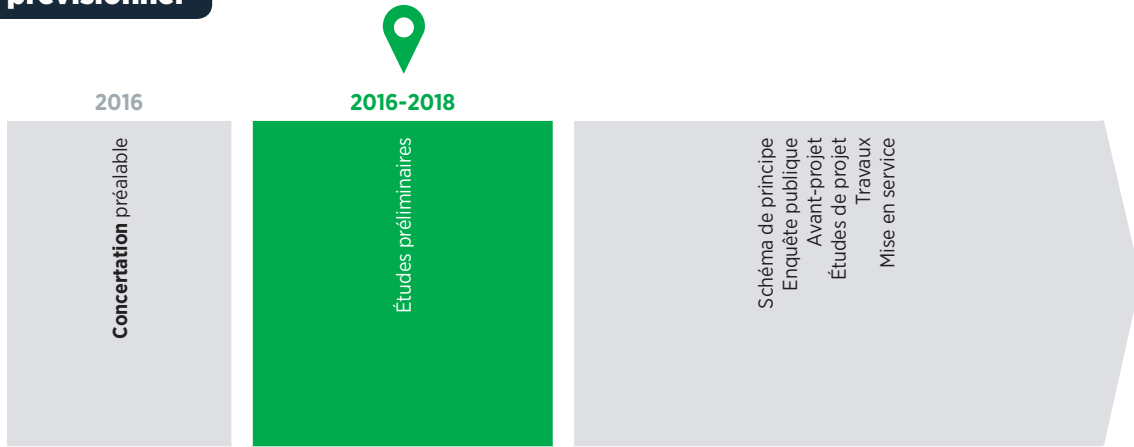 prévisionnel
2016
2016-2018
Concertation préalable
Études préliminaires
Schéma de principe
Enquête publique
Avant-projet
Études de projet
Travaux
Mise en service